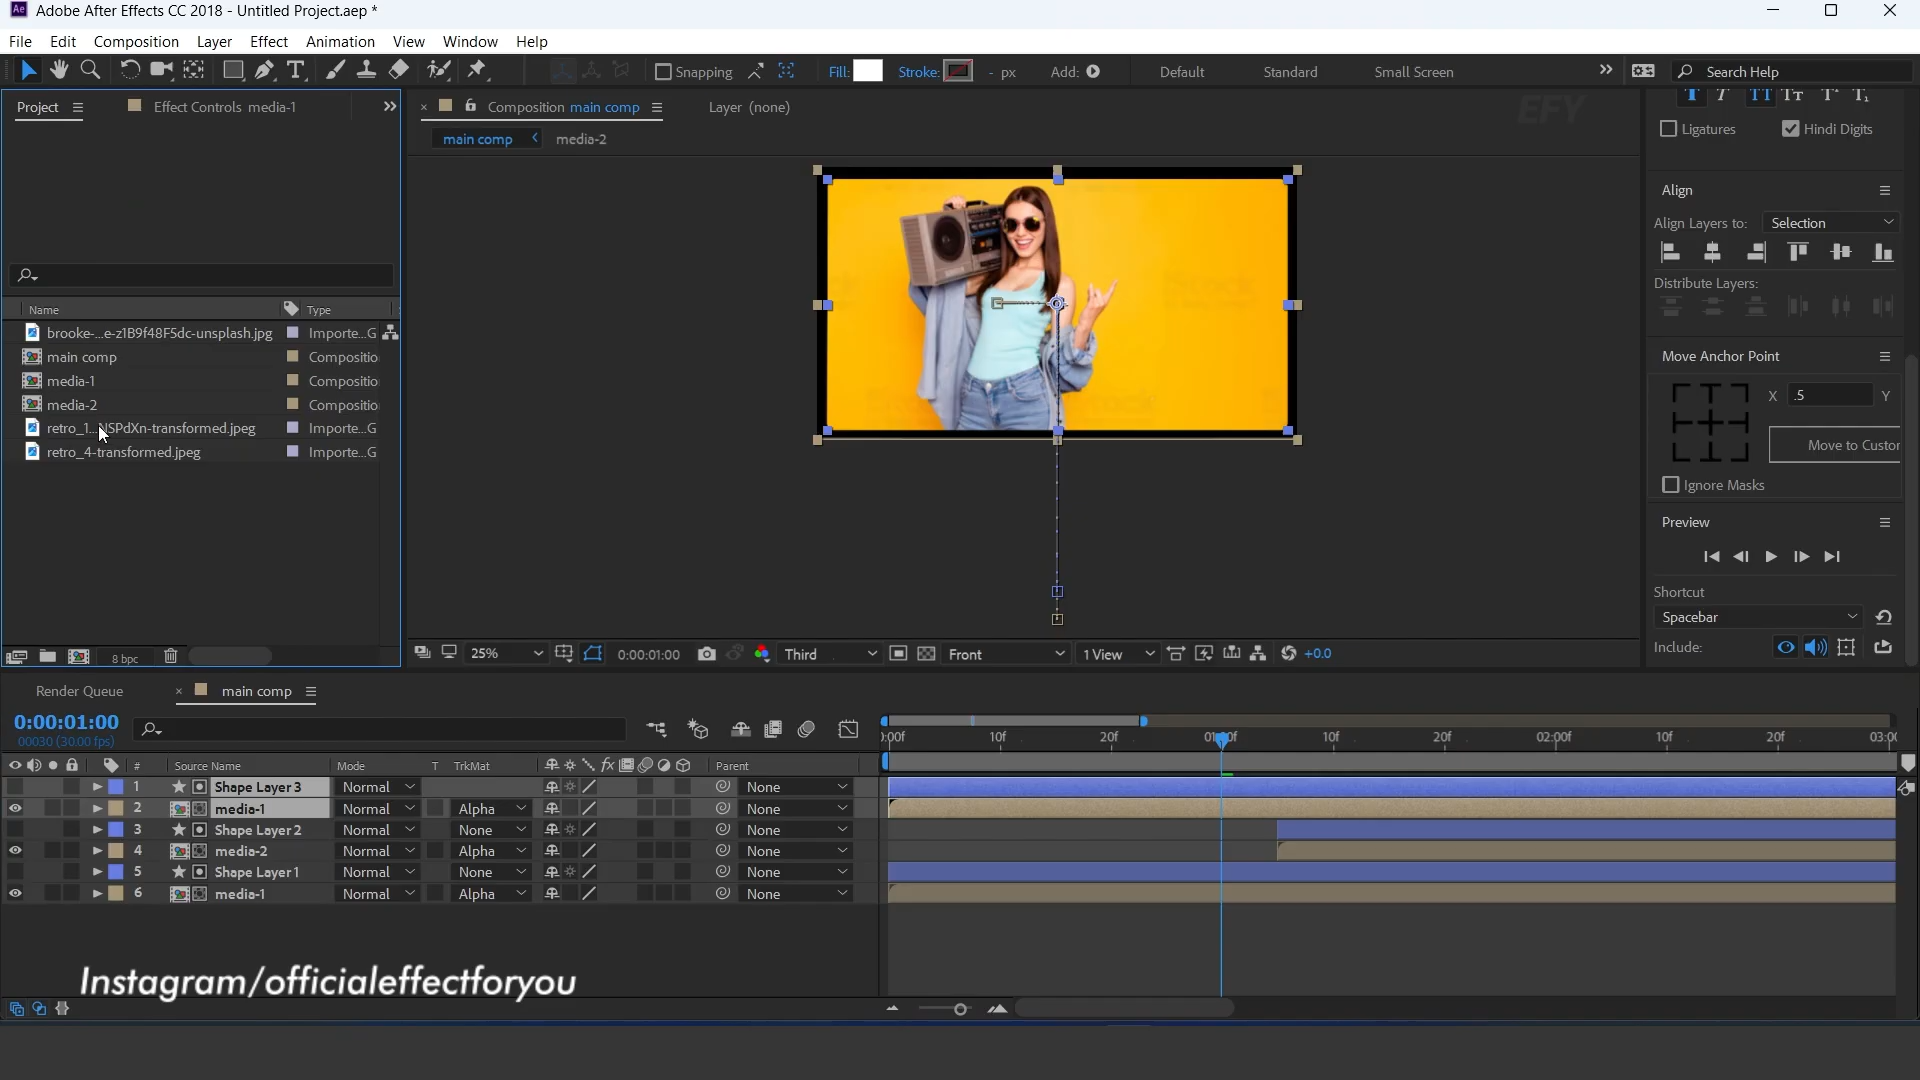 Adobe After Effects CC 2018 - Untitled Project.aep *
File Edit Composition Layer Effect Animation View Window Help
Snapping Fill: Stroke: - px Add: Default Standard Small Screen Search Help
Project Effect Controls media-1 Composition main comp Layer (none) EFY
main comp media-2
Ligatures Hindi Digits
Align
Align Layers to: Selection
Distribute Layers:
Name Type
brooke-...e-z1B9f48F5dc-unsplash.jpg Importe...G
main comp Compositio
media-1 Compositio
media-2 Compositio
retro_1...NSPdXn-transformed.jpeg Importe...G
retro_4-transformed.jpeg Importe...G
Move Anchor Point
X .5 Y
Move to Custor
Ignore Masks
Preview
Shortcut
Spacebar
Include:
8 bpc 25% 0:00:01:00 Third Front 1 View +0.0
Render Queue main comp
0:00:01:00
00030 (30.00 fps)
):00f 10f 20f 01:00f 10f 20f 02:00f 10f 20f 03:00
# Source Name Mode T TrkMat Parent
1 Shape Layer 3 Normal None
2 media-1 Normal Alpha None
3 Shape Layer 2 Normal None None
4 media-2 Normal Alpha None
5 Shape Layer 1 Normal None None
6 media-1 Normal Alpha None
Instagram/officialeffectforyou